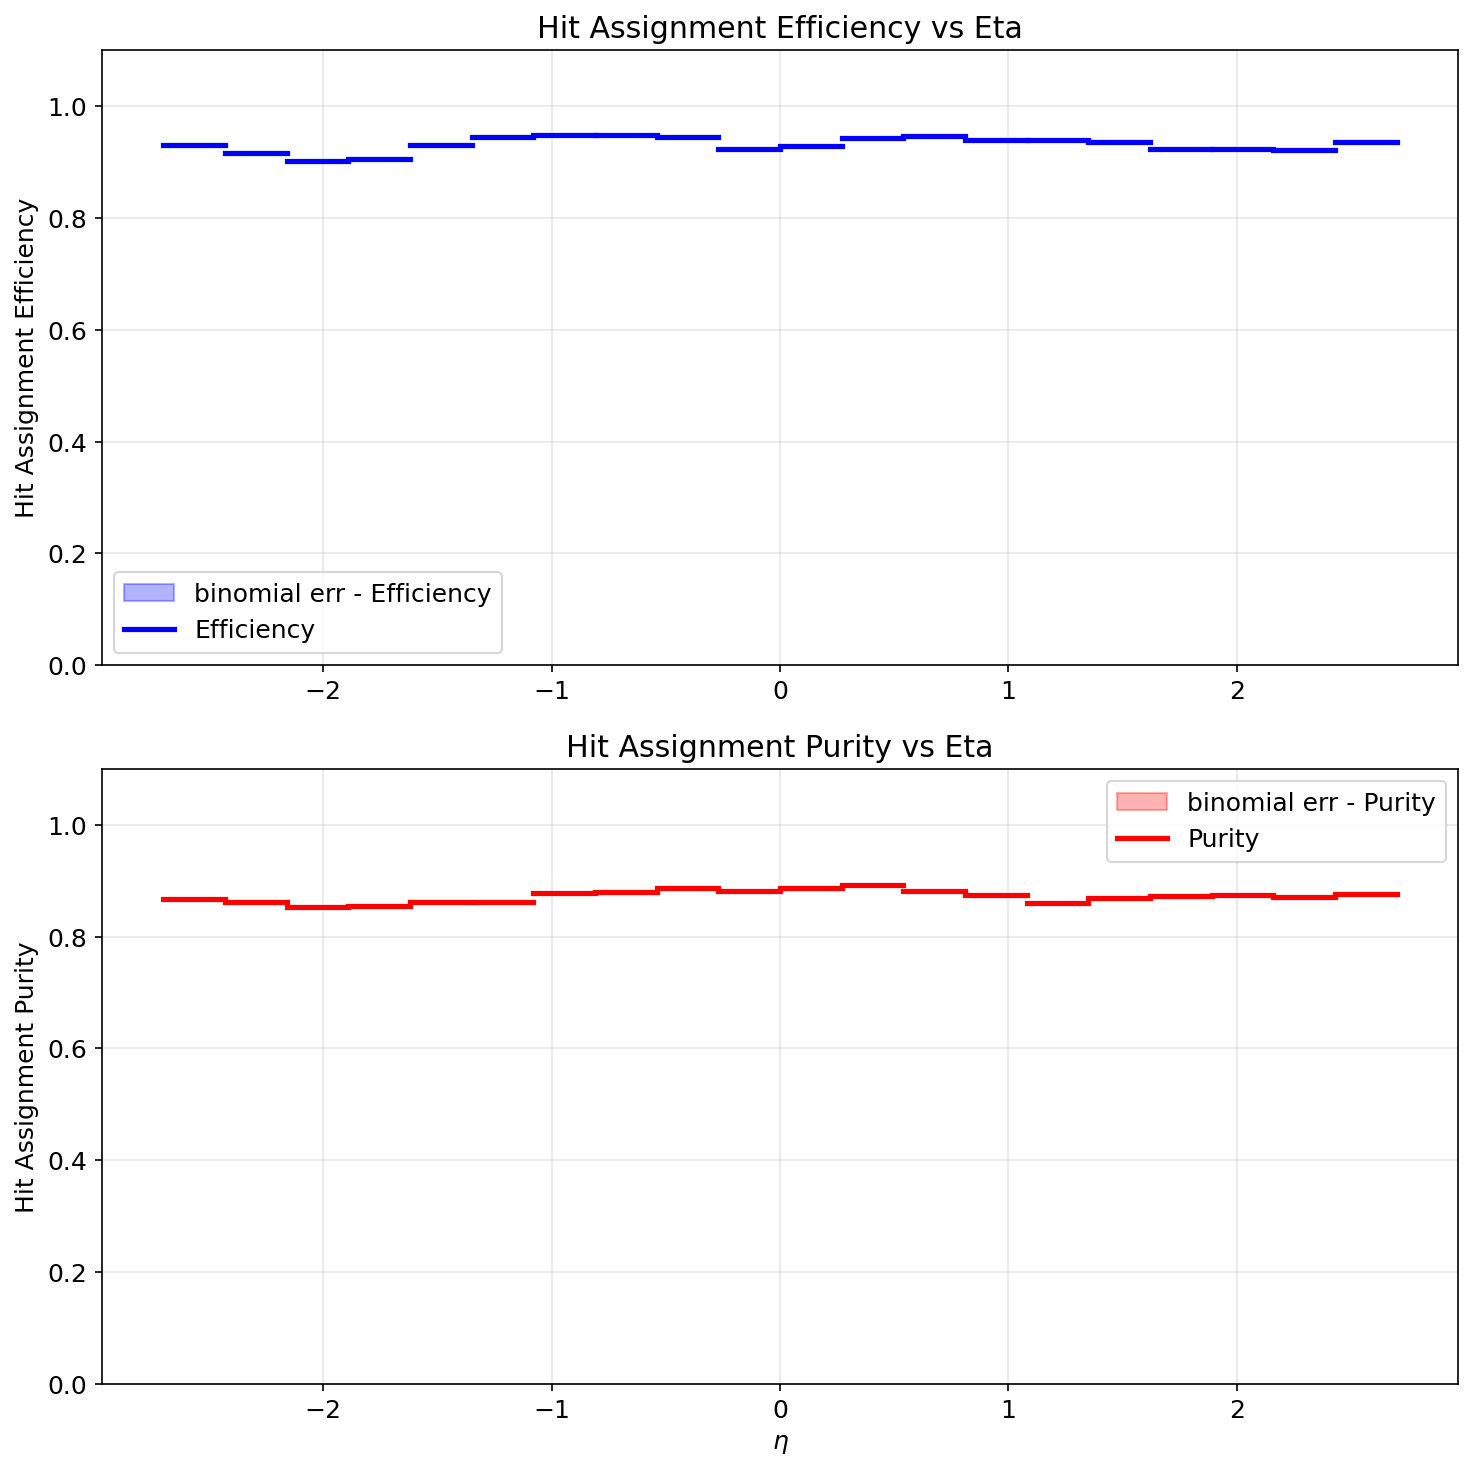 Hit Assignment Efficiency vs Eta
Hit Assignment Efficiency
1.0
0.8
0.6
0.4
0.2
0.0
binomial err - Efficiency
Efficiency
−2
−1
0
1
2
Hit Assignment Purity vs Eta
Hit Assignment Purity
1.0
0.8
0.6
0.4
0.2
0.0
binomial err - Purity
Purity
−2
−1
0
1
2
η